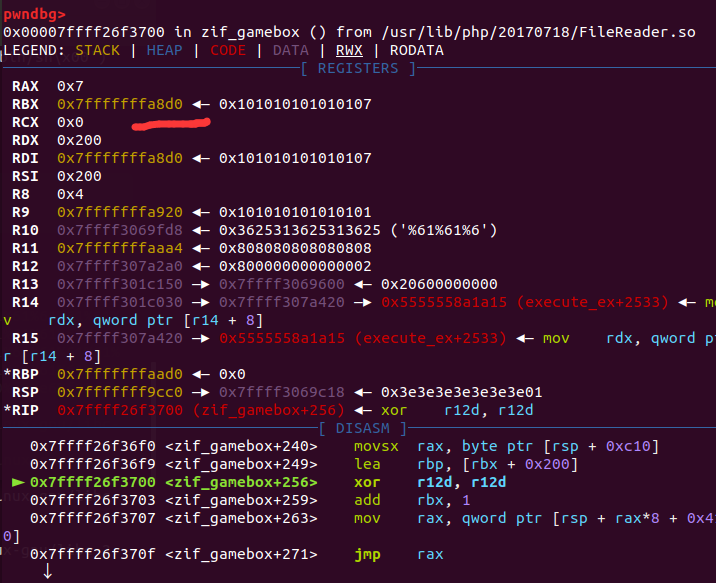 pwndbg>
0x00007ffff26f3700 in zif_gamebox () from /usr/lib/php/20170718/FileReader.so
LEGEND: STACK | HEAP | CODE | DATA | RWX | RODATA
[ REGISTERS ]
RAX 0x7
RBX 0x7fffffffa8d0 ◂— 0x101010101010107
RCX 0x0
RDX 0x200
RDI 0x7fffffffa8d0 ◂— 0x101010101010107
RSI 0x200
R8 0x4
R9 0x7fffffffa920 ◂— 0x101010101010101
R10 0x7ffff3069fd8 ◂— 0x3625313625313625 ('%61%61%6')
R11 0x7fffffffaaa4 ◂— 0x808080808080808
R12 0x7ffff307a2a0 ◂— 0x800000000000002
R13 0x7ffff301c150 —▸ 0x7ffff3069600 ◂— 0x20600000000
R14 0x7ffff301c030 —▸ 0x7ffff307a420 —▸ 0x5555558a1a15 (execute_ex+2533) ◂— mo
v rdx, qword ptr [r14 + 8]
R15 0x7ffff307a420 —▸ 0x5555558a1a15 (execute_ex+2533) ◂— mov rdx, qword pt
r [r14 + 8]
*RBP 0x7fffffffaad0 ◂— 0x0
RSP 0x7fffffff9cc0 —▸ 0x7ffff3069c18 ◂— 0x3e3e3e3e3e3e3e01
*RIP 0x7ffff26f3700 (zif_gamebox+256) ◂— xor r12d, r12d
[ DISASM ]
0x7ffff26f36f0 <zif_gamebox+240> movsx rax, byte ptr [rsp + 0xc10]
0x7ffff26f36f9 <zif_gamebox+249> lea rbp, [rbx + 0x200]
► 0x7ffff26f3700 <zif_gamebox+256> xor r12d, r12d
0x7ffff26f3703 <zif_gamebox+259> add rbx, 1
0x7ffff26f3707 <zif_gamebox+263> mov rax, qword ptr [rsp + rax*8 + 0x4
0]
0x7ffff26f370f <zif_gamebox+271> jmp rax
↓